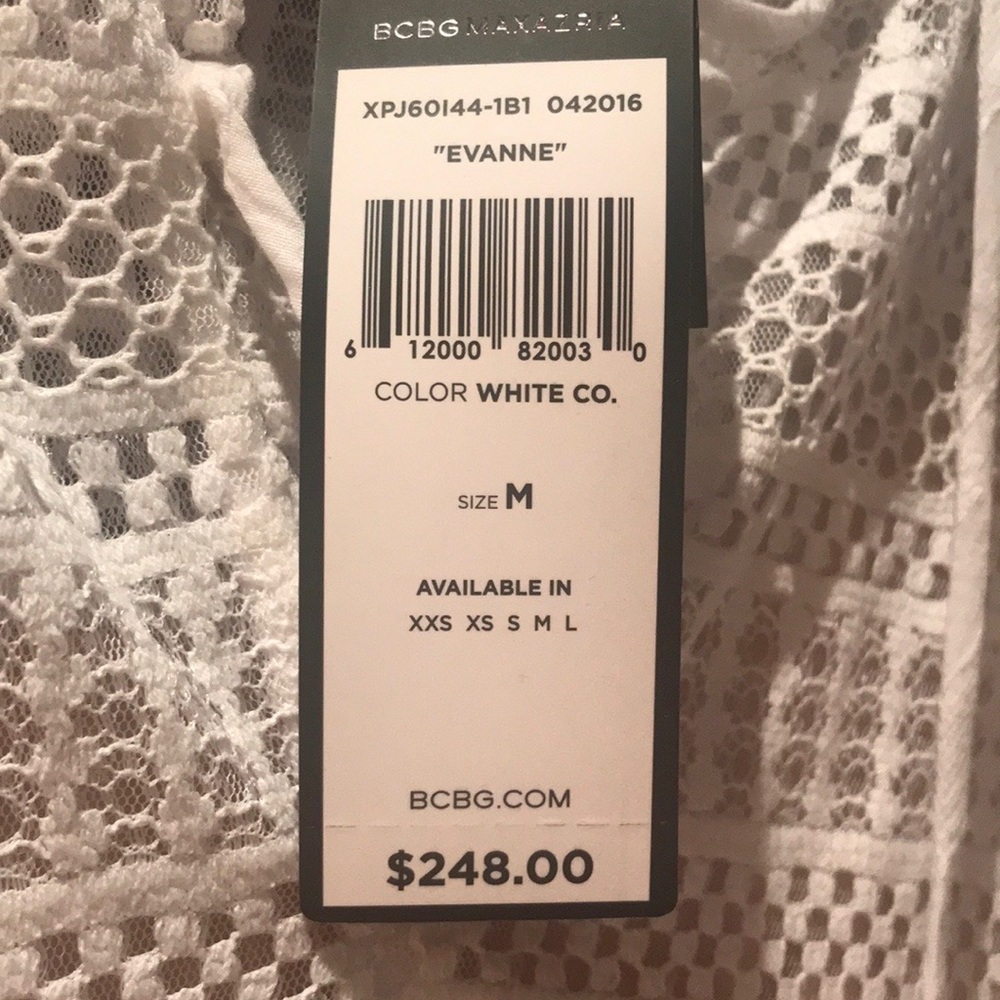 BCBGMAXAZRIA
XPJ60I44-1B1 042016
"EVANNE"
6 12000 82003 0
COLOR WHITE CO.
SIZE M
AVAILABLE IN
XXS XS S M L
BCBG.COM
$248.00